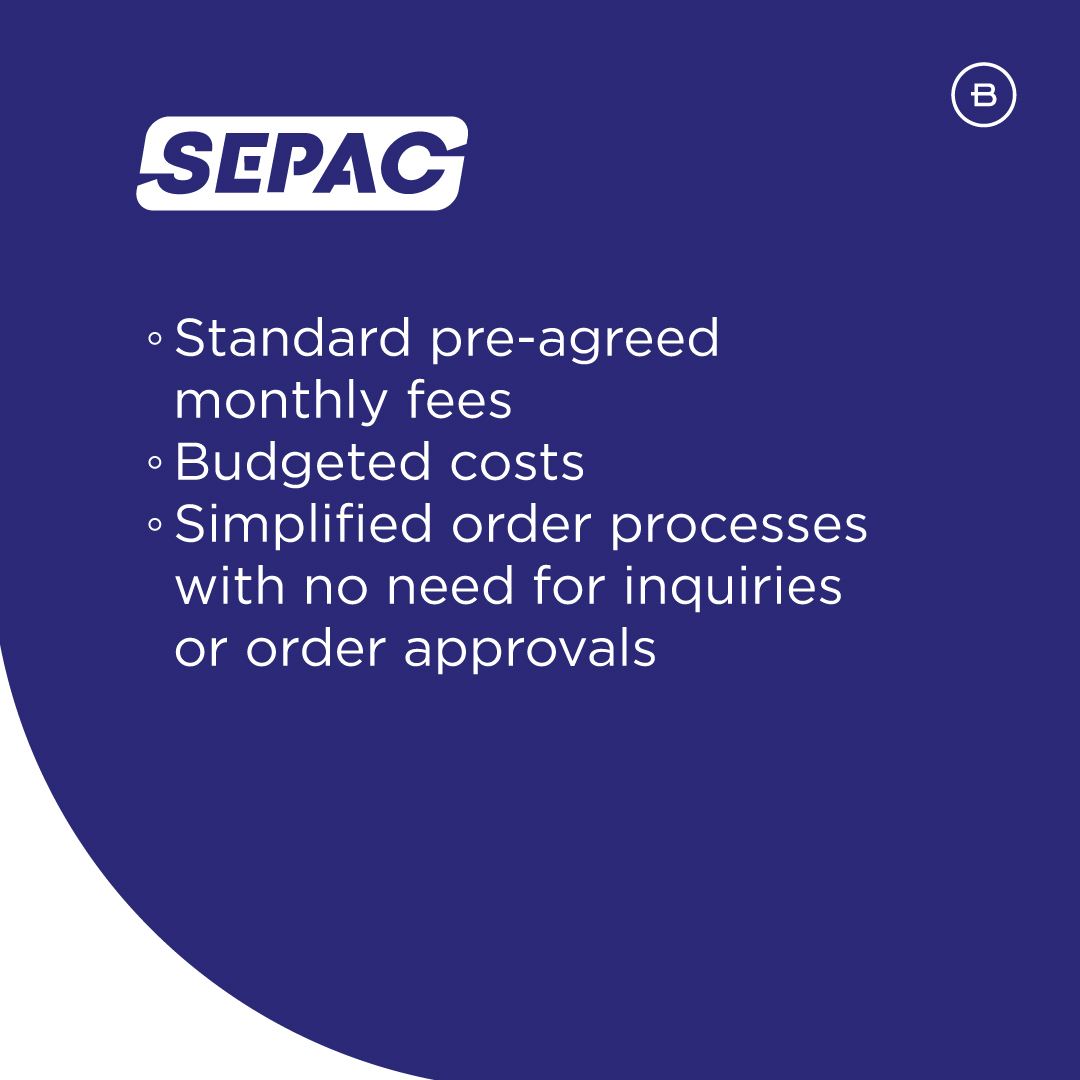 B
SEPAC
◦ Standard pre-agreed
monthly fees
◦ Budgeted costs
◦ Simplified order processes
with no need for inquiries
or order approvals